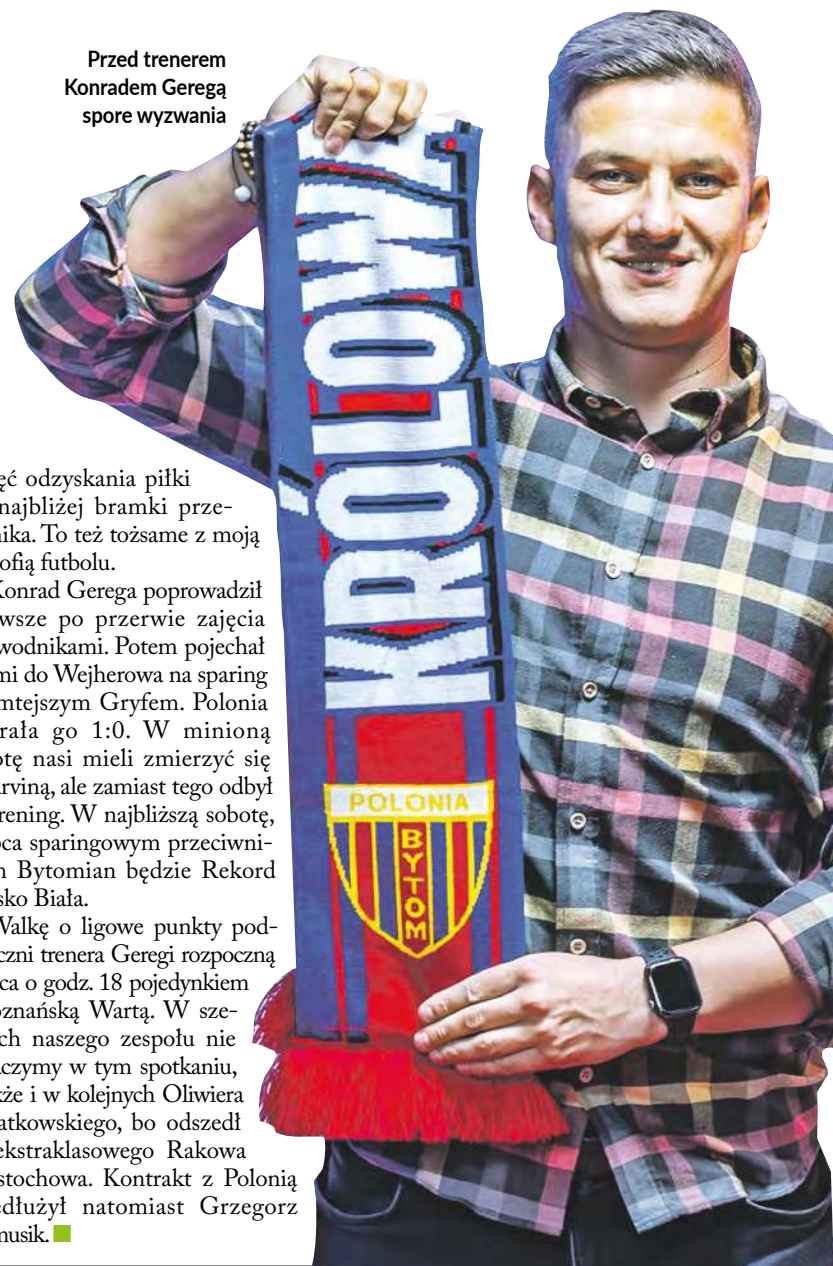 Przed trenerem
Konradem Geregą
spore wyzwania
KRÓLOWA
POLONIA
BYTOM
ęć odzyskania piłki
najbliżej bramki prze-
nika. To też tożsame z moją
ofią futbolu.
Konrad Gerega poprowadził
wsze po przerwie zajęcia
wodnikami. Potem pojechał
mi do Wejherowa na sparing
mtejszym Gryfem. Polonia
rała go 1:0. W minioną
otę nasi mieli zmierzyć się
arviną, ale zamiast tego odbył
rening. W najbliższą sobotę,
oca sparingowym przeciwni-
n Bytomian będzie Rekord
sko Biała.
Walkę o ligowe punkty pod-
czni trenera Geregi rozpoczną
ca o godz. 18 pojedynkiem
oznańską Wartą. W sze-
ch naszego zespołu nie
aczymy w tym spotkaniu,
kże i w kolejnych Oliwiera
atkowskiego, bo odszedł
ekstraklasowego Rakowa
stochowa. Kontrakt z Polonią
edłużył natomiast Grzegorz
nusik.